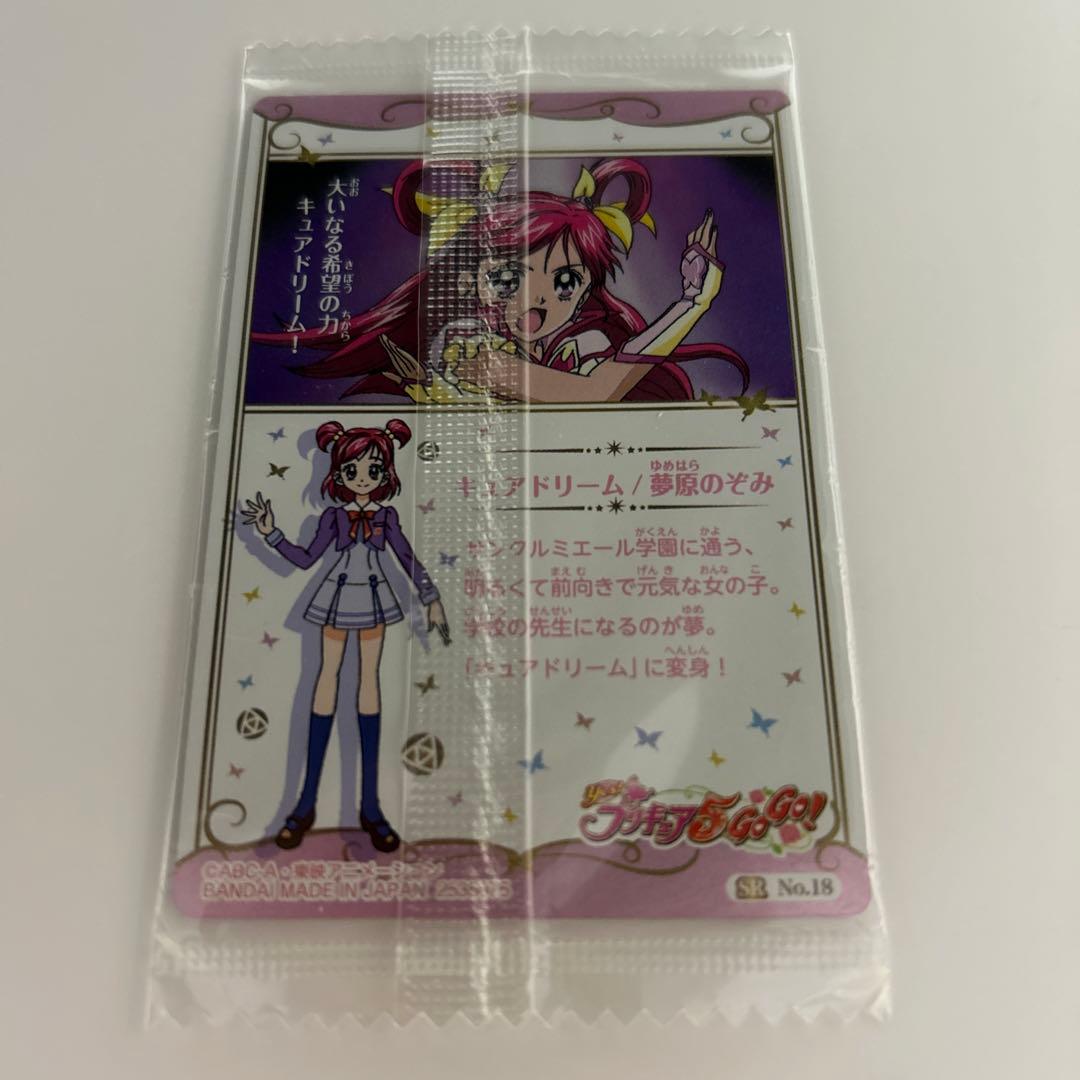 大いなる希望の力
キュアドリーム！
キュアドリーム/夢原のぞみ
サンクルミエール学園に通う、
明るくて前向きで元気な女の子。
学校の先生になるのが夢。
「キュアドリーム」に変身！
Yes!
プリキュア5GoGo!
CABC-A・東映アニメーション
BANDAI MADE IN JAPAN
SR No.18